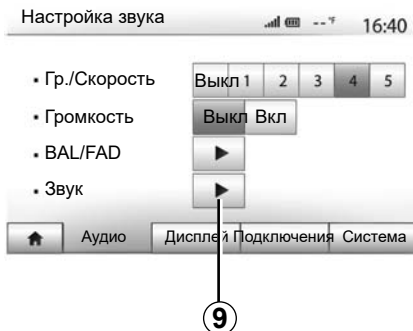 Настройка звука -- °F 16:40
• Гр./Скорость Выкл 1 2 3 4 5
• Громкость Выкл Вкл
• BAL/FAD
• Звук
Аудио Дисплей Подключения Система
9